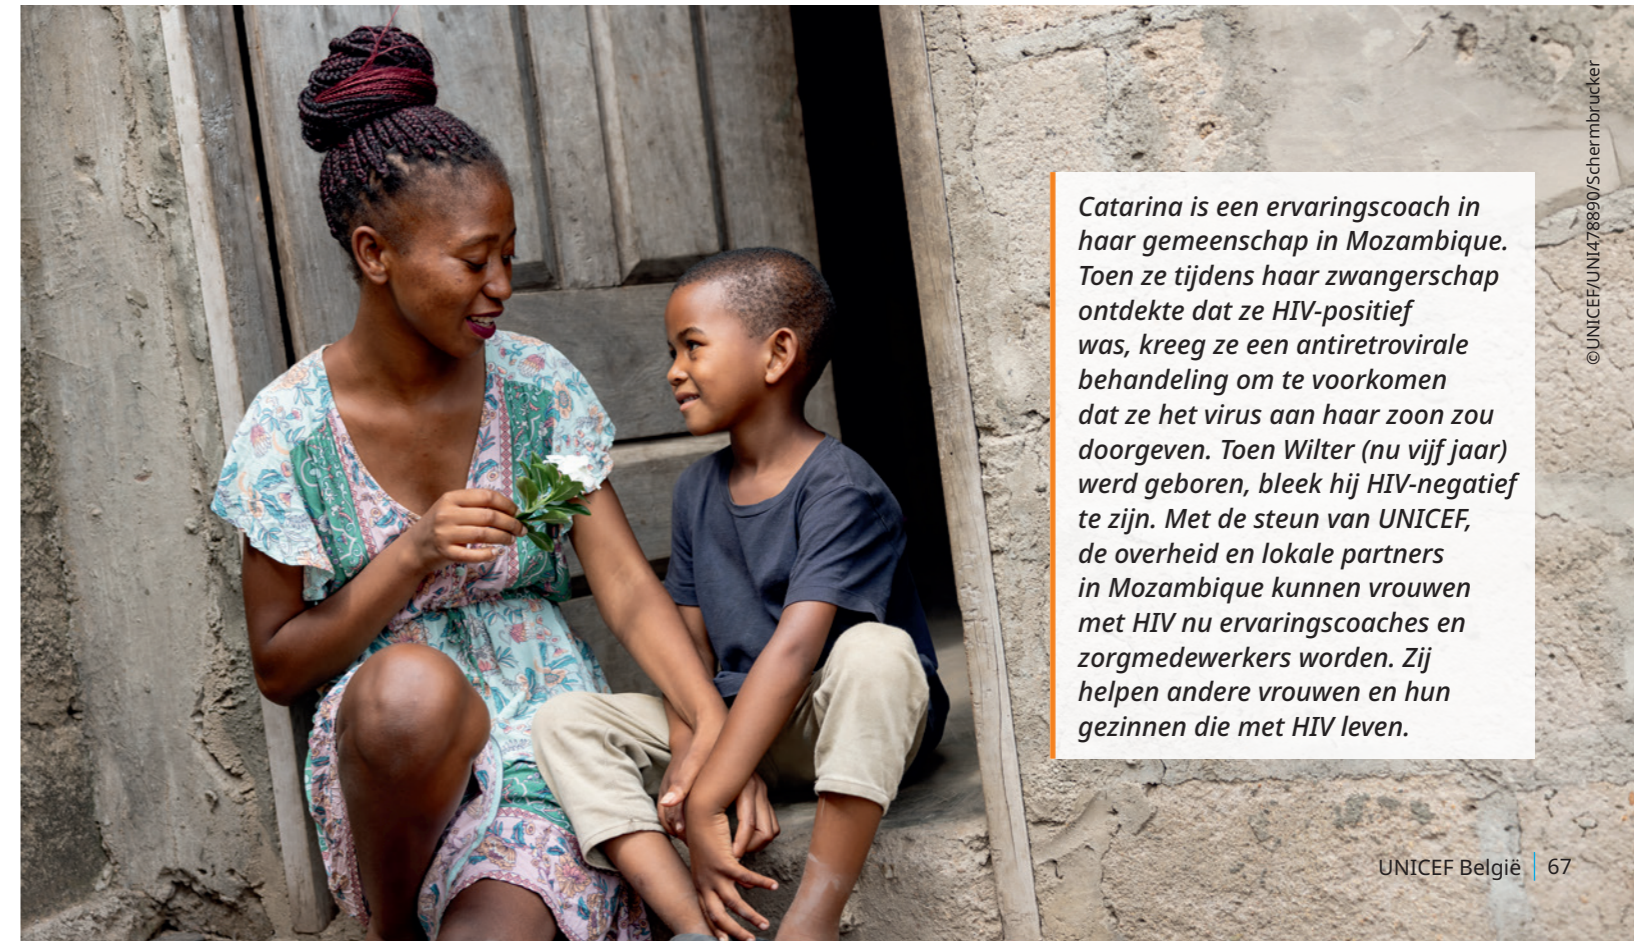 ©UNICEF/UNI478890/Schermbrucker
Catarina is een ervaringscoach in
haar gemeenschap in Mozambique.
Toen ze tijdens haar zwangerschap
ontdekte dat ze HIV-positief
was, kreeg ze een antiretrovirale
behandeling om te voorkomen
dat ze het virus aan haar zoon zou
doorgeven. Toen Wilter (nu vijf jaar)
werd geboren, bleek hij HIV-negatief
te zijn. Met de steun van UNICEF,
de overheid en lokale partners
in Mozambique kunnen vrouwen
met HIV nu ervaringscoaches en
zorgmedewerkers worden. Zij
helpen andere vrouwen en hun
gezinnen die met HIV leven.
UNICEF België | 67